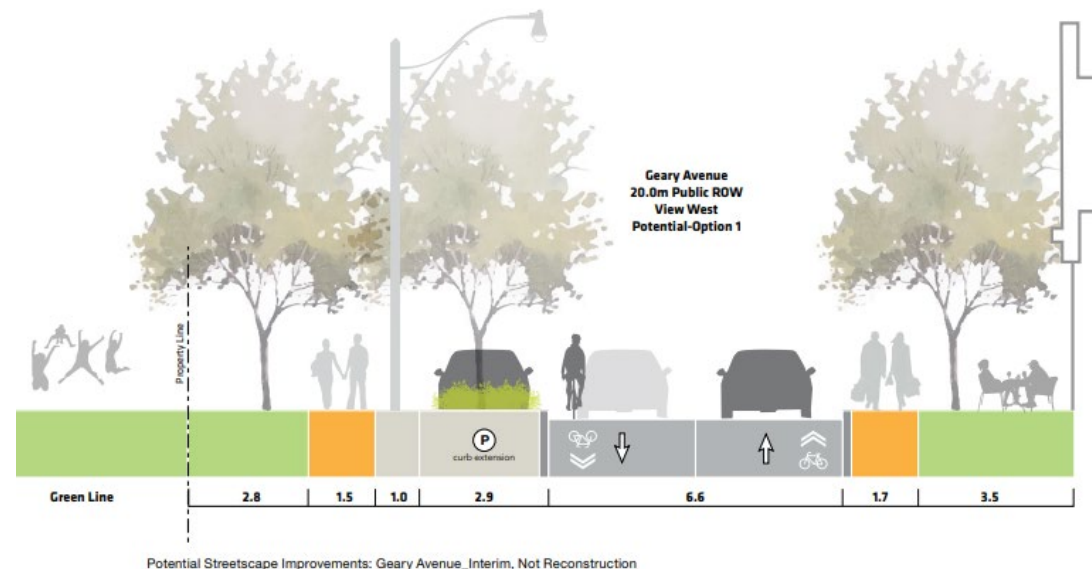 Geary Avenue
20.0m Public ROW
View West
Potential-Option 1
Property Line
P
curb extension
Green Line
2.8
1.5
1.0
2.9
6.6
1.7
3.5
Potential Streetscape Improvements: Geary Avenue_Interim, Not Reconstruction